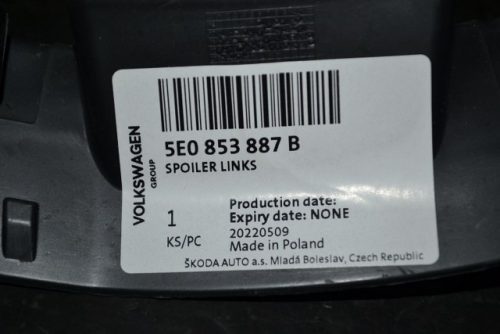 VOLKSWAGEN
GROUP
5E0 853 887 B
SPOILER LINKS
1
KS/PC
Production date:
Expiry date: NONE
20220509
Made in Poland
ŠKODA AUTO a.s. Mladá Boleslav, Czech Republic